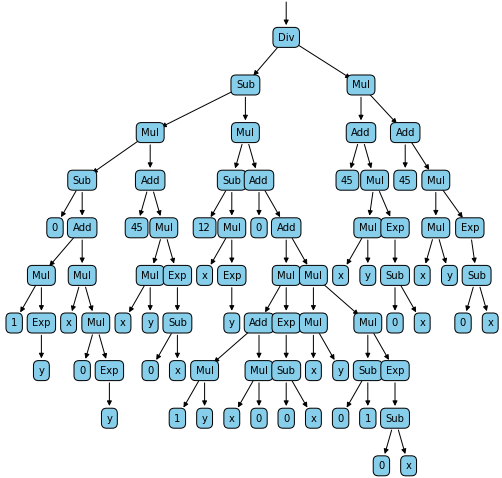 Div
Sub Mul
Mul Mul Add Add
Sub Add Sub Add 45 Mul 45 Mul
0 Add 45 Mul 12 Mul 0 Add Mul Exp Mul Exp
Mul Mul Mul Exp x Exp Mul Mul x y Sub x y Sub
1 Exp x Mul x y Sub y Add Exp Mul Mul 0 x 0 x
y 0 Exp 0 x Mul Mul Sub x y Sub Exp
y 1 y x 0 0 x 0 1 Sub
0 x